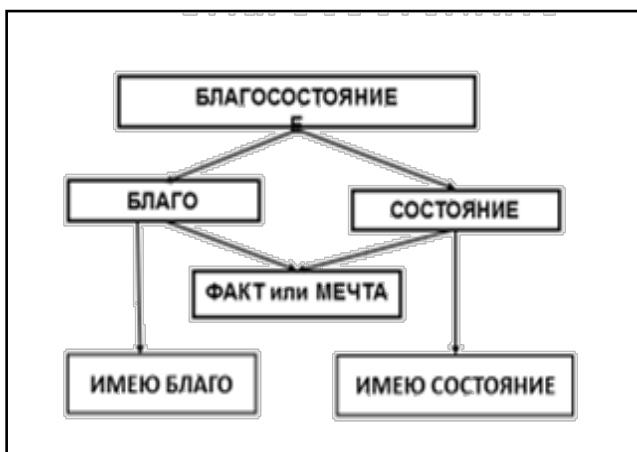 БЛАГОСОСТОЯНИЕ
Е
БЛАГО
СОСТОЯНИЕ
ФАКТ или МЕЧТА
ИМЕЮ БЛАГО
ИМЕЮ СОСТОЯНИЕ